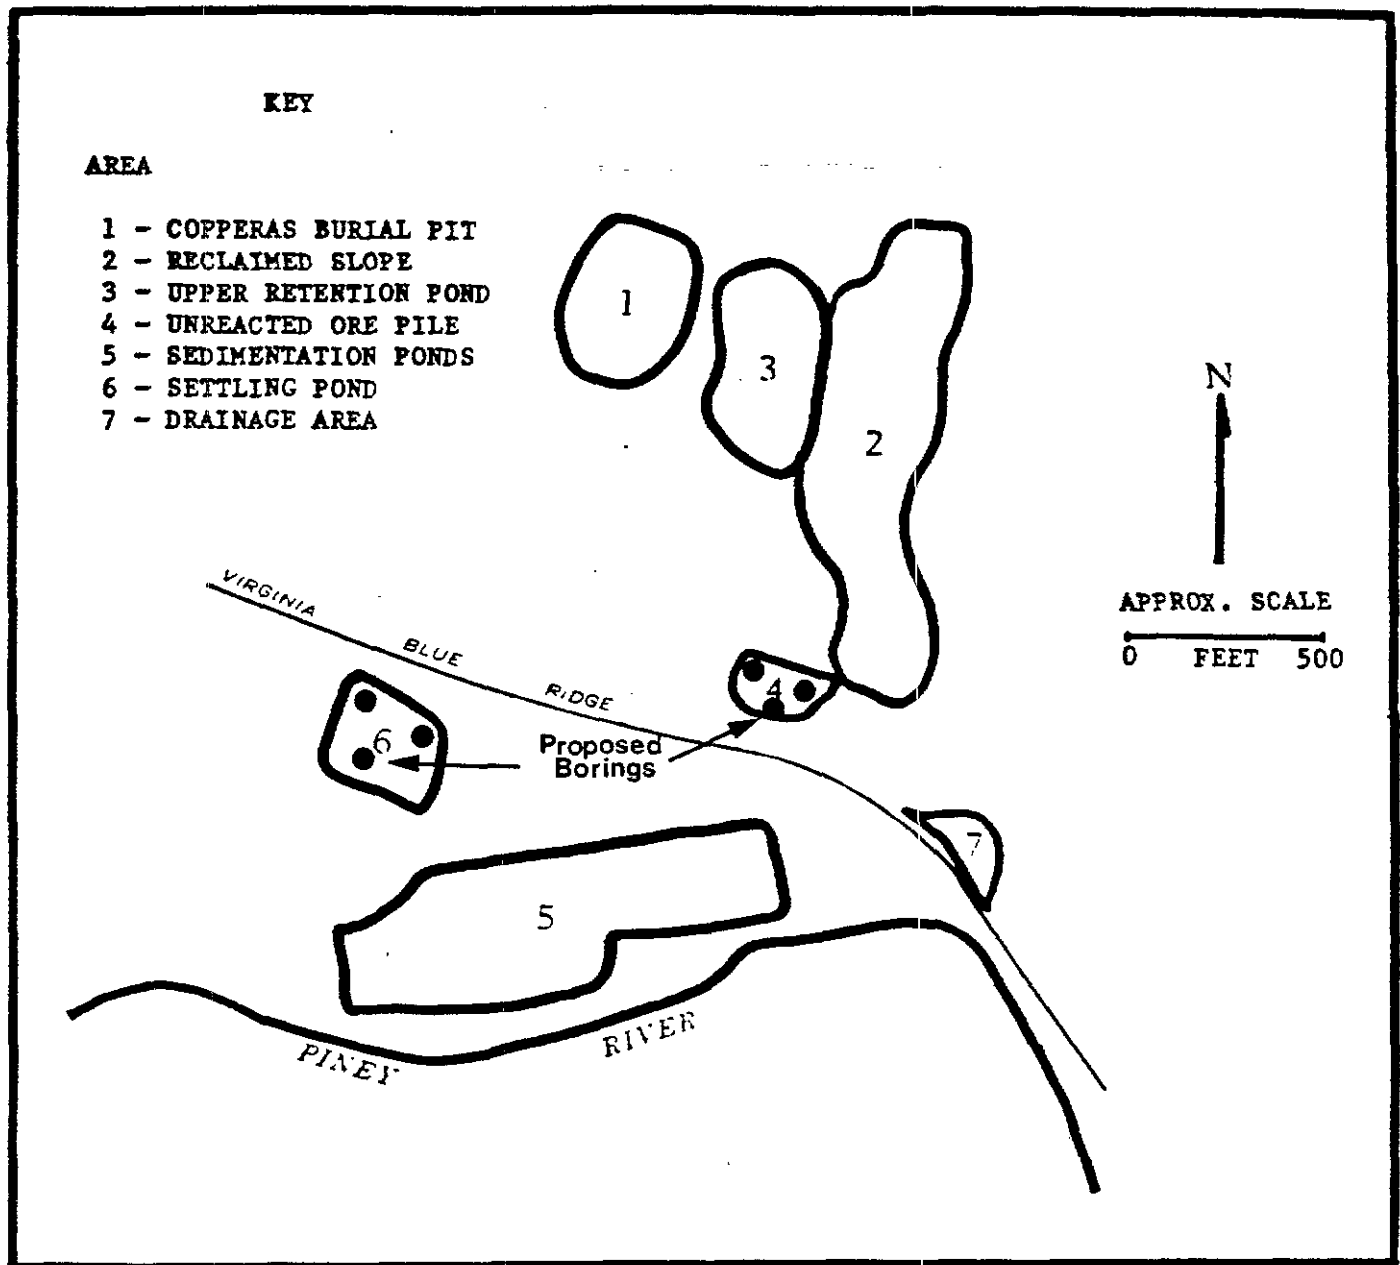 KEY
AREA
1 - COPPERAS BURIAL PIT
2 - RECLAIMED SLOPE
3 - UPPER RETENTION POND
4 - UNREACTED ORE PILE
5 - SEDIMENTATION PONDS
6 - SETTLING POND
7 - DRAINAGE AREA
1
3
2
N
APPROX. SCALE
0 FEET 500
VIRGINIA BLUE RIDGE
4
6
Proposed
Borings
7
5
PINEY RIVER